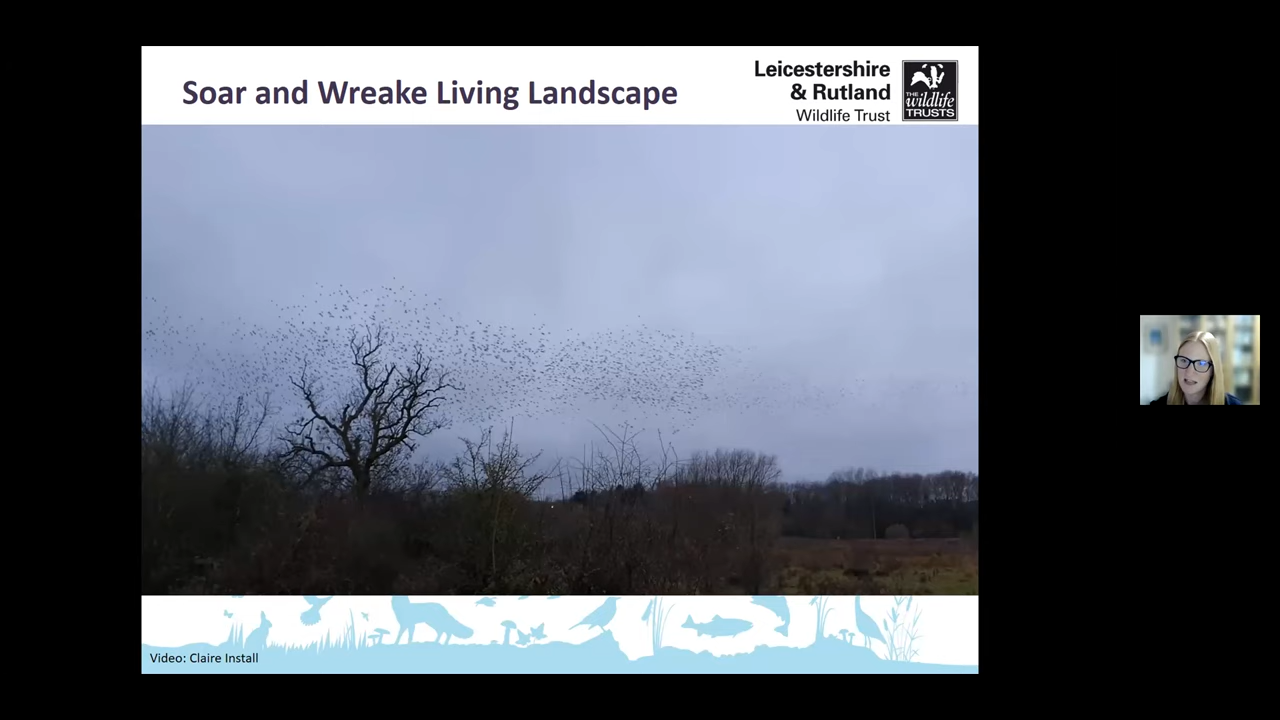 Soar and Wreake Living Landscape
Leicestershire
& Rutland
Wildlife Trust
THE
wildlife
TRUSTS
Video: Claire Install